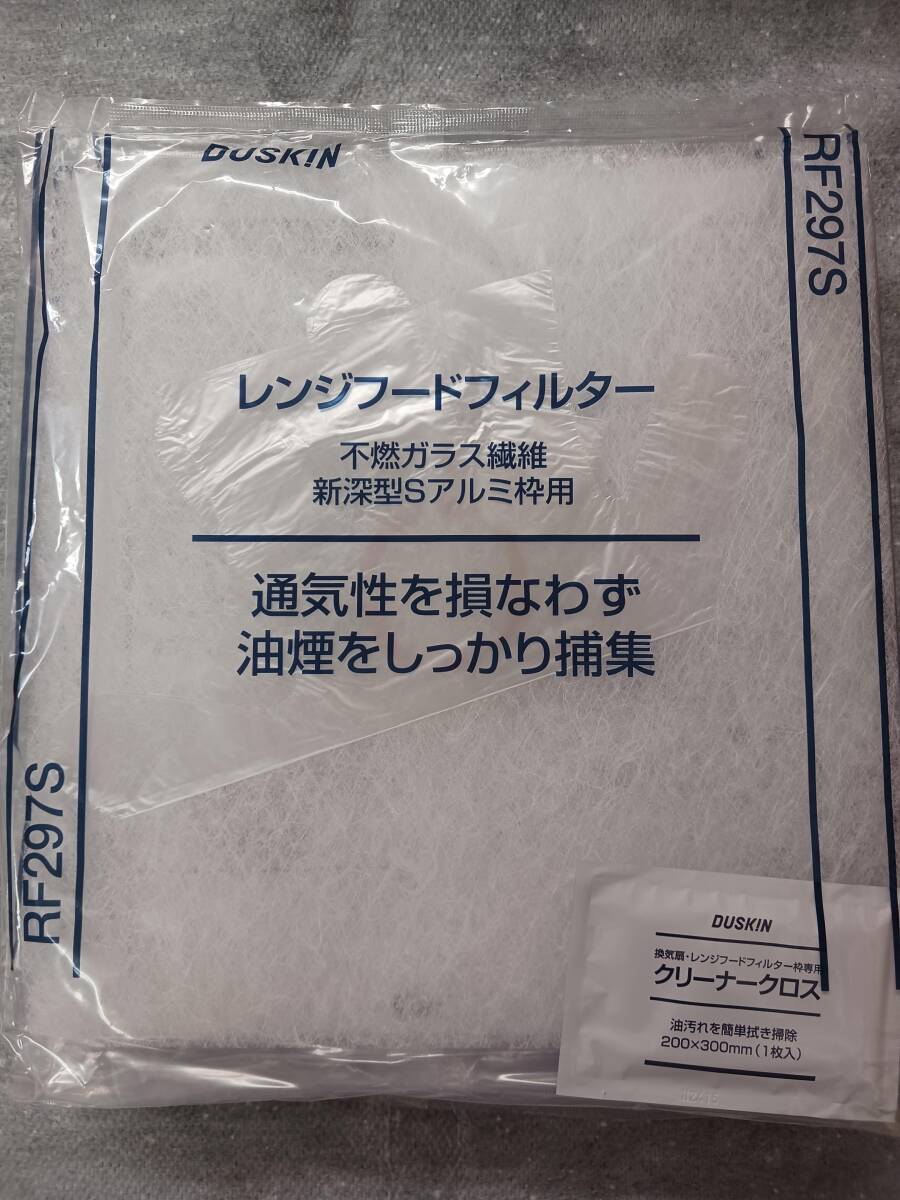 DUSKIN
RF297S
レンジフードフィルター
不燃ガラス繊維
新深型Sアルミ枠用
通気性を損なわず
油煙をしっかり捕集
RF297S
DUSKIN
換気扇・レンジフードフィルター枠専用
クリーナークロス
油汚れを簡単拭き掃除
200×300mm(1枚入)